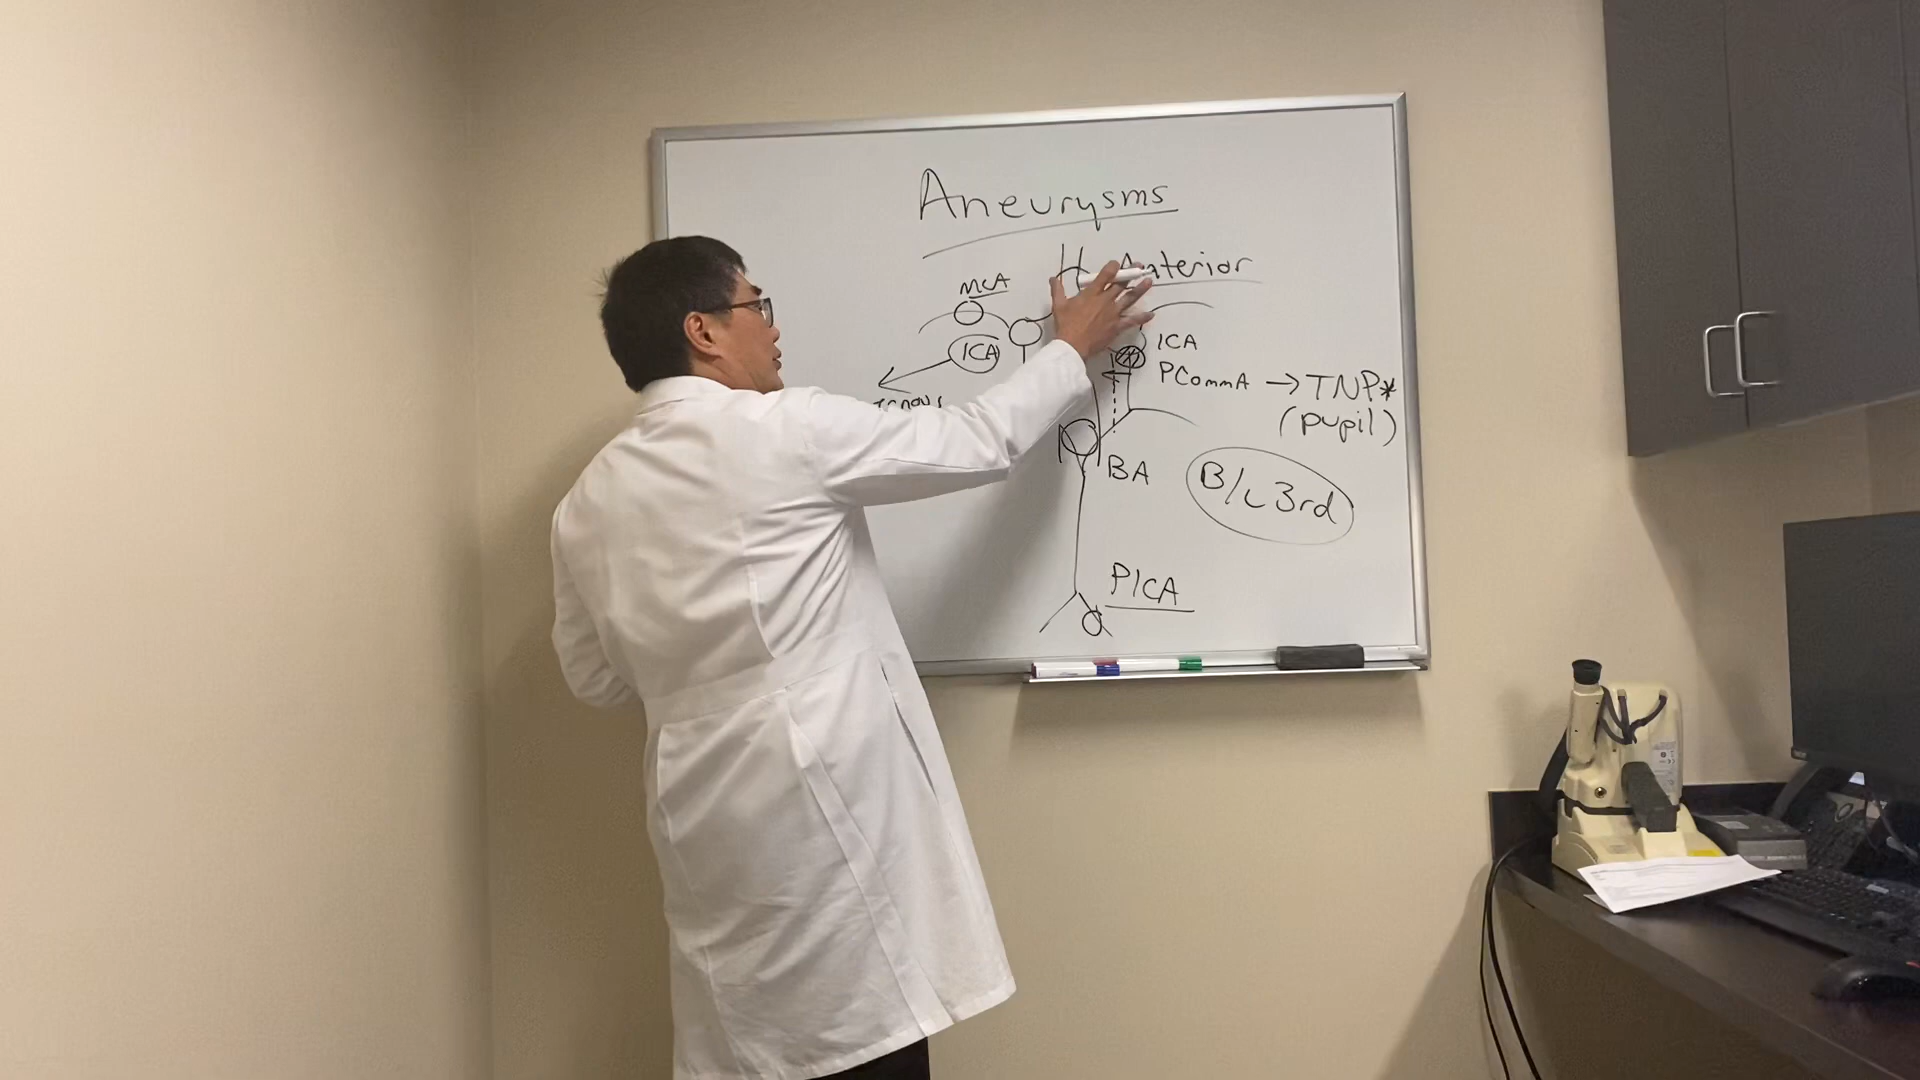 Aneurysms
Anterior
MCA
ICA
ICA
PCommA → TNP*
(pupil)
BA
B/L 3rd
PICA